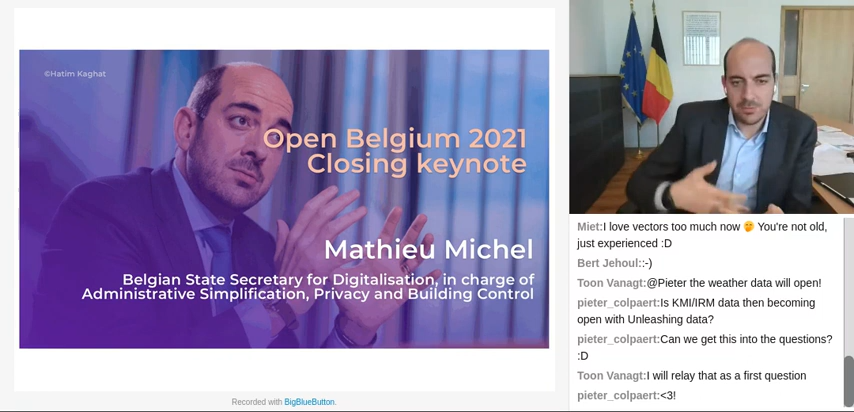 ©Hatim Kaghat
Open Belgium 2021
Closing keynote
Mathieu Michel
Belgian State Secretary for Digitalisation, in charge of
Administrative Simplification, Privacy and Building Control
Recorded with BigBlueButton.
Miet:I love vectors too much now 🤔 You're not old,
just experienced :D
Bert Jehoul::-)
Toon Vanagt:@Pieter the weather data will open!
pieter_colpaert:Is KMI/IRM data then becoming
open with Unleashing data?
pieter_colpaert:Can we get this into the questions?
:D
Toon Vanagt:I will relay that as a first question
pieter_colpaert:<3!